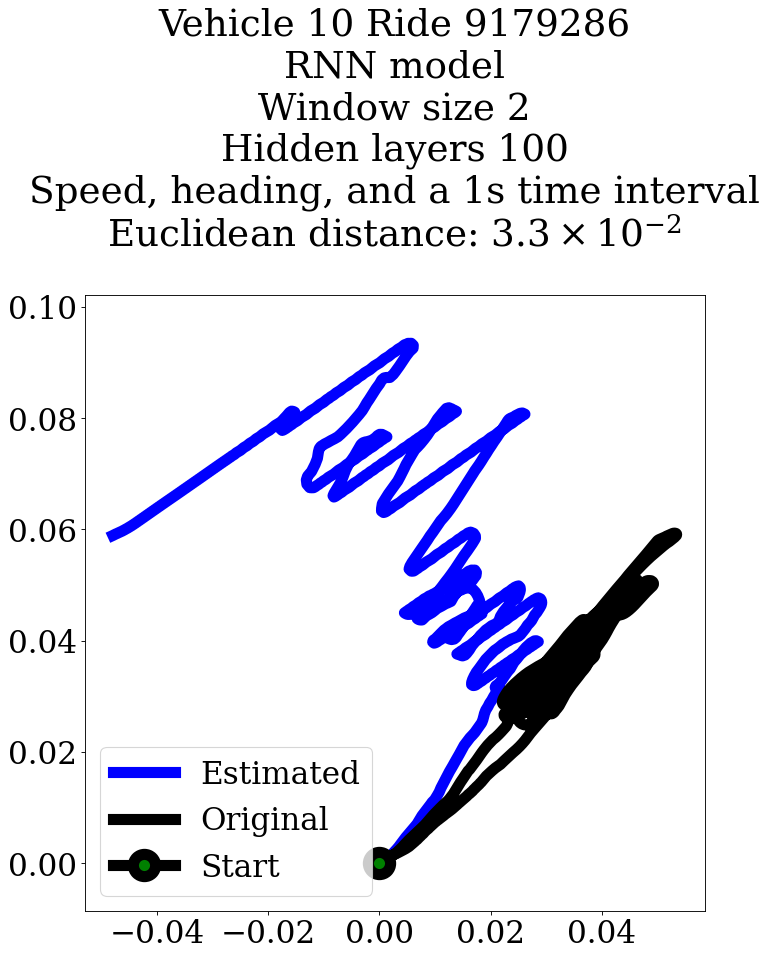 Vehicle 10 Ride 9179286
RNN model
Window size 2
Hidden layers 100
Speed, heading, and a 1s time interval
Euclidean distance: 3.3 × 10⁻²
0.10
0.08
0.06
0.04
0.02
0.00
Estimated
Original
Start
−0.04 −0.02 0.00 0.02 0.04